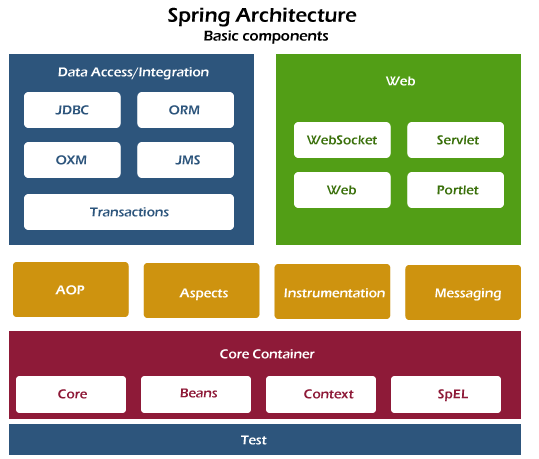 Spring Architecture
Basic components
Data Access/Integration
JDBC
ORM
OXM
JMS
Transactions
Web
WebSocket
Servlet
Web
Portlet
AOP
Aspects
Instrumentation
Messaging
Core Container
Core
Beans
Context
SpEL
Test